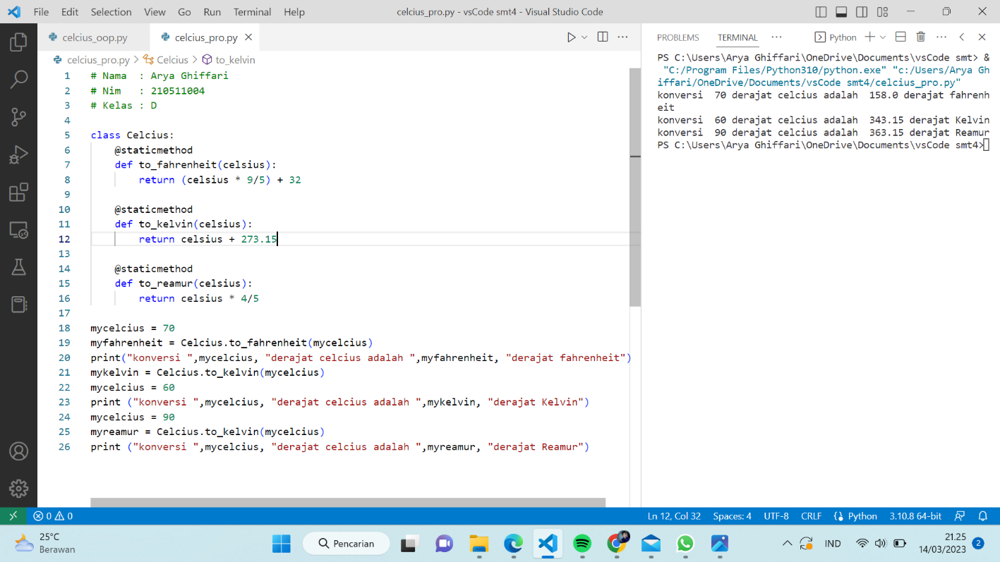 File Edit Selection View Go Run Terminal Help
celcius_pro.py - vsCode smt4 - Visual Studio Code
celcius_oop.py
celcius_pro.py
celcius_pro.py > Celcius > to_kelvin
1 # Nama  : Arya Ghiffari
2 # Nim   : 210511004
3 # Kelas : D
4
5 class Celcius:
6     @staticmethod
7     def to_fahrenheit(celsius):
8         return (celsius * 9/5) + 32
9
10     @staticmethod
11     def to_kelvin(celsius):
12         return celsius + 273.15
13
14     @staticmethod
15     def to_reamur(celsius):
16         return celsius * 4/5
17
18 mycelcius = 70
19 myfahrenheit = Celcius.to_fahrenheit(mycelcius)
20 print("konversi ",mycelcius, "derajat celcius adalah ",myfahrenheit, "derajat fahrenheit")
21 mykelvin = Celcius.to_kelvin(mycelcius)
22 mycelcius = 60
23 print ("konversi ",mycelcius, "derajat celcius adalah ",mykelvin, "derajat Kelvin")
24 mycelcius = 90
25 myreamur = Celcius.to_kelvin(mycelcius)
26 print ("konversi ",mycelcius, "derajat celcius adalah ",myreamur, "derajat Reamur")
PROBLEMS TERMINAL ··· Python
PS C:\Users\Arya Ghiffari\OneDrive\Documents\vsCode smt> &
"C:/Program Files/Python310/python.exe" "c:/Users/Arya Gh
iffari/OneDrive/Documents/vsCode smt4/celcius_pro.py"
konversi  70 derajat celcius adalah  158.0 derajat fahrenh
eit
konversi  60 derajat celcius adalah  343.15 derajat Kelvin
konversi  90 derajat celcius adalah  363.15 derajat Reamur
PS C:\Users\Arya Ghiffari\OneDrive\Documents\vsCode smt4>
0 0 Ln 12, Col 32 Spaces: 4 UTF-8 CRLF Python 3.10.8 64-bit
25°C
Berawan
Pencarian
IND
21.25
14/03/2023
2